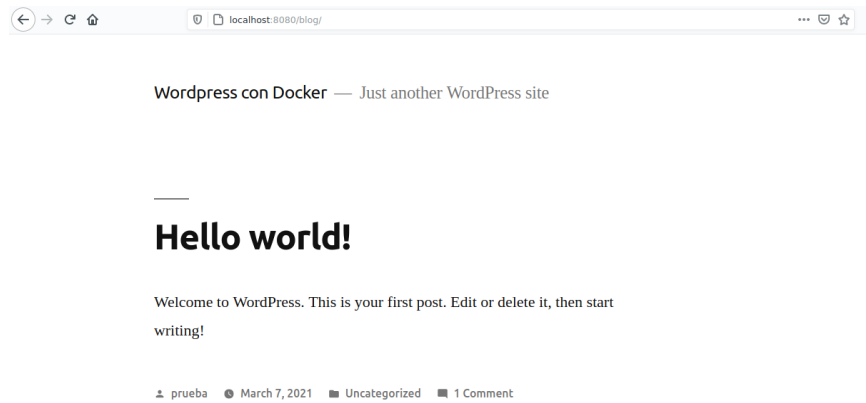 localhost:8080/blog/
Wordpress con Docker — Just another WordPress site
Hello world!
Welcome to WordPress. This is your first post. Edit or delete it, then start
writing!
prueba March 7, 2021 Uncategorized 1 Comment